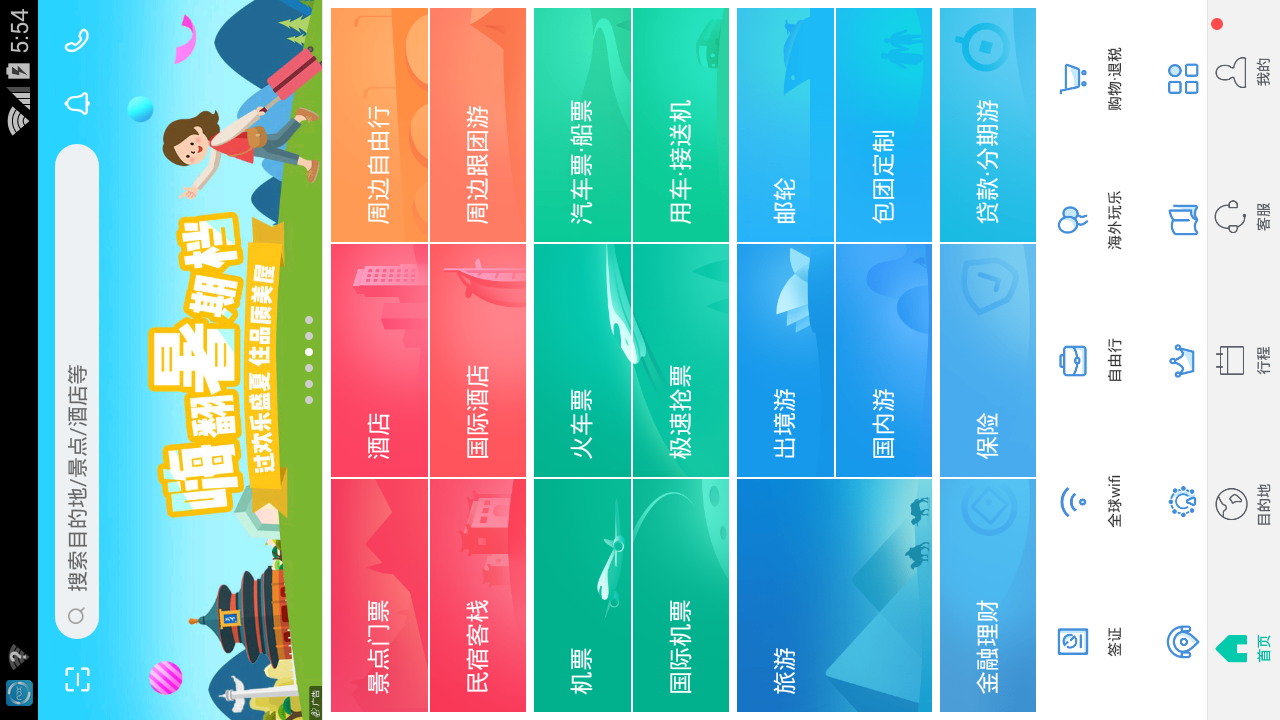 5:54
搜索目的地/景点/酒店等
嗨翻暑期档
过欢乐盛夏 住品质美屋
广告
景点门票
酒店
周边自由行
民宿客栈
国际酒店
周边跟团游
机票
火车票
汽车票·船票
国际机票
极速抢票
用车·接送机
旅游
出境游
邮轮
国内游
包团定制
金融理财
保险
贷款·分期游
签证
全球wifi
自由行
海外玩乐
购物·退税
首页
目的地
行程
客服
我的